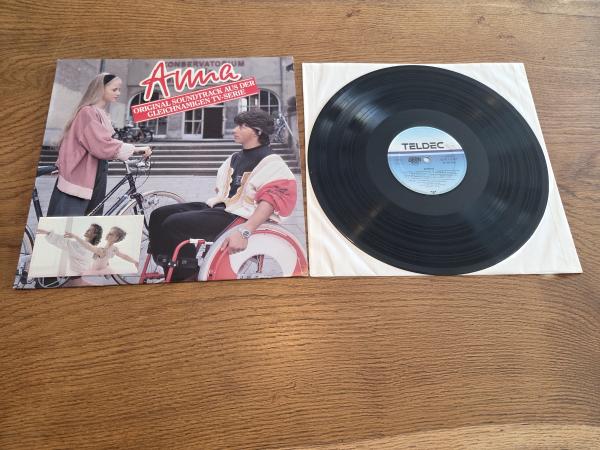 KONSERVATORIUM
Anna
ORIGINAL SOUNDTRACK AUS DER
GLEICHNAMIGEN TV-SERIE
TELDEC